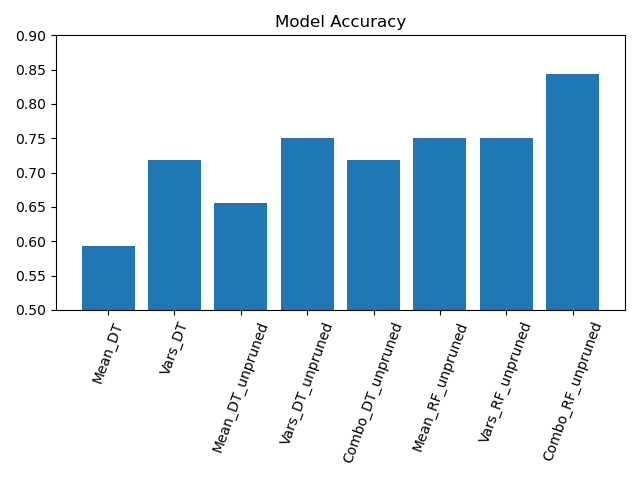 Model Accuracy
0.90
0.85
0.80
0.75
0.70
0.65
0.60
0.55
0.50
Mean_DT
Vars_DT
Mean_DT_unpruned
Vars_DT_unpruned
Combo_DT_unpruned
Mean_RF_unpruned
Vars_RF_unpruned
Combo_RF_unpruned